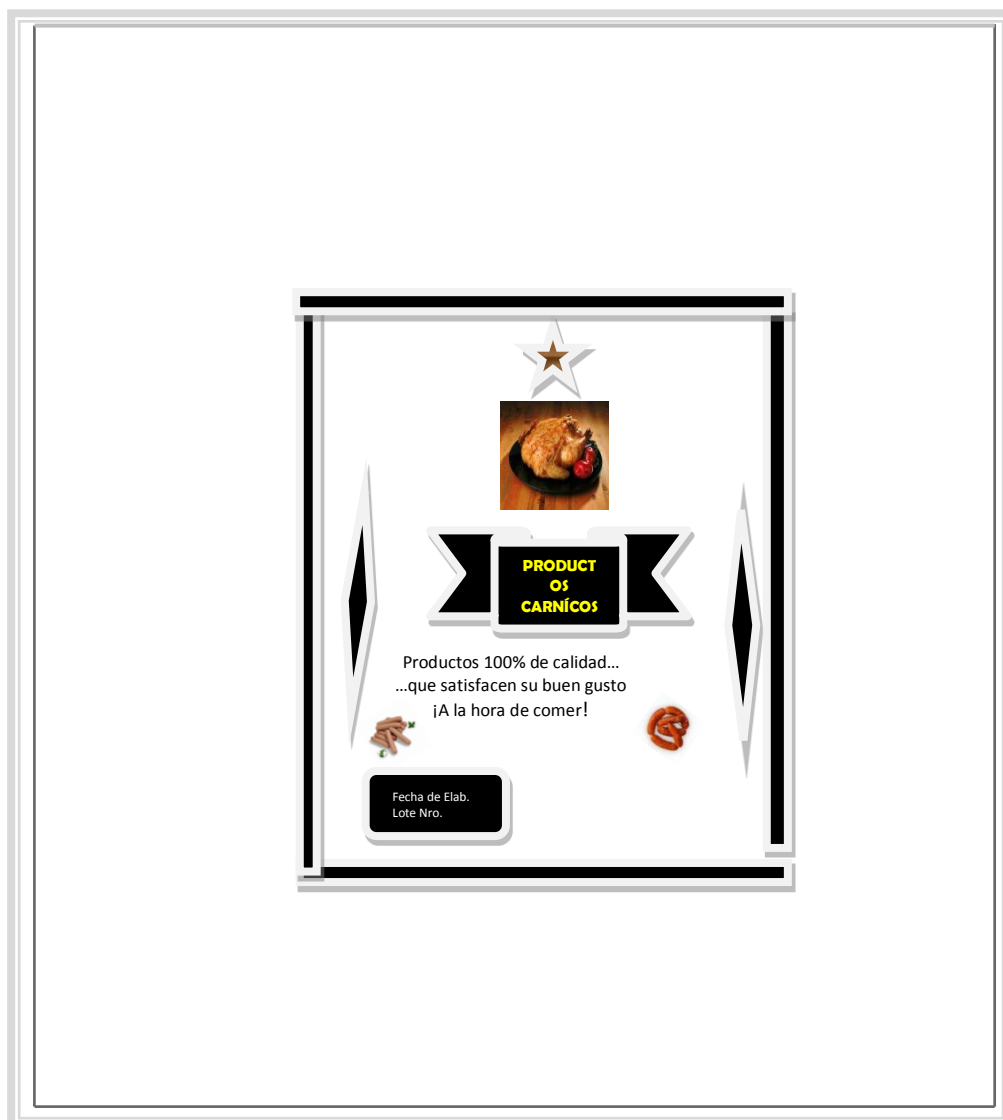 PRODUCT
OS
CARNÍCOS
Productos 100% de calidad...
...que satisfacen su buen gusto
¡A la hora de comer!
Fecha de Elab.
Lote Nro.